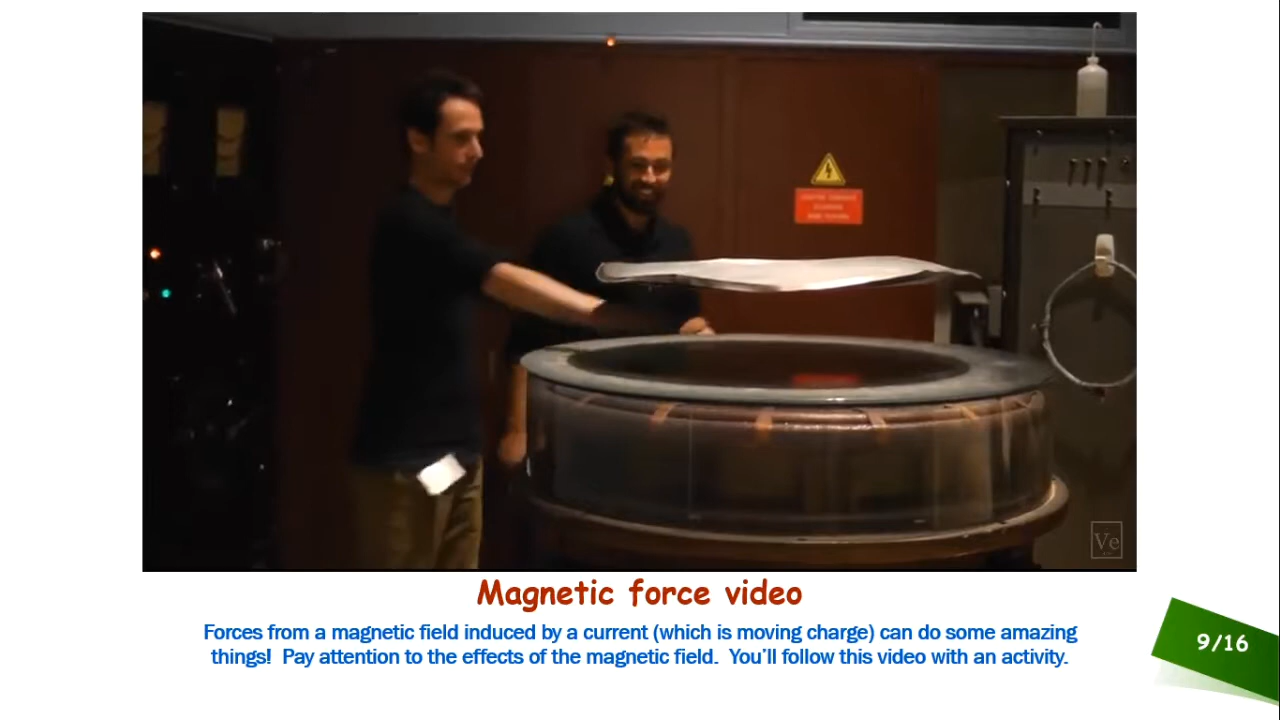 Ve
Magnetic force video
Forces from a magnetic field induced by a current (which is moving charge) can do some amazing
things!  Pay attention to the effects of the magnetic field.  You'll follow this video with an activity.
9/16